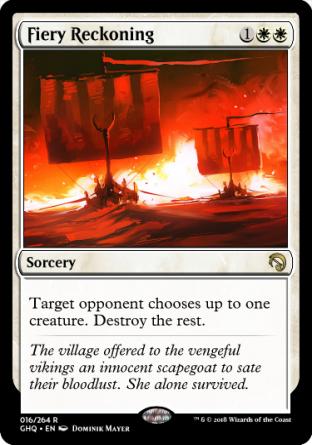 Fiery Reckoning 1
Sorcery
Target opponent chooses up to one
creature. Destroy the rest.
The village offered to the vengeful
vikings an innocent scapegoat to sate
their bloodlust. She alone survived.
016/264 R
GHQ • EN Dominik Mayer
™ & © 2018 Wizards of the Coast